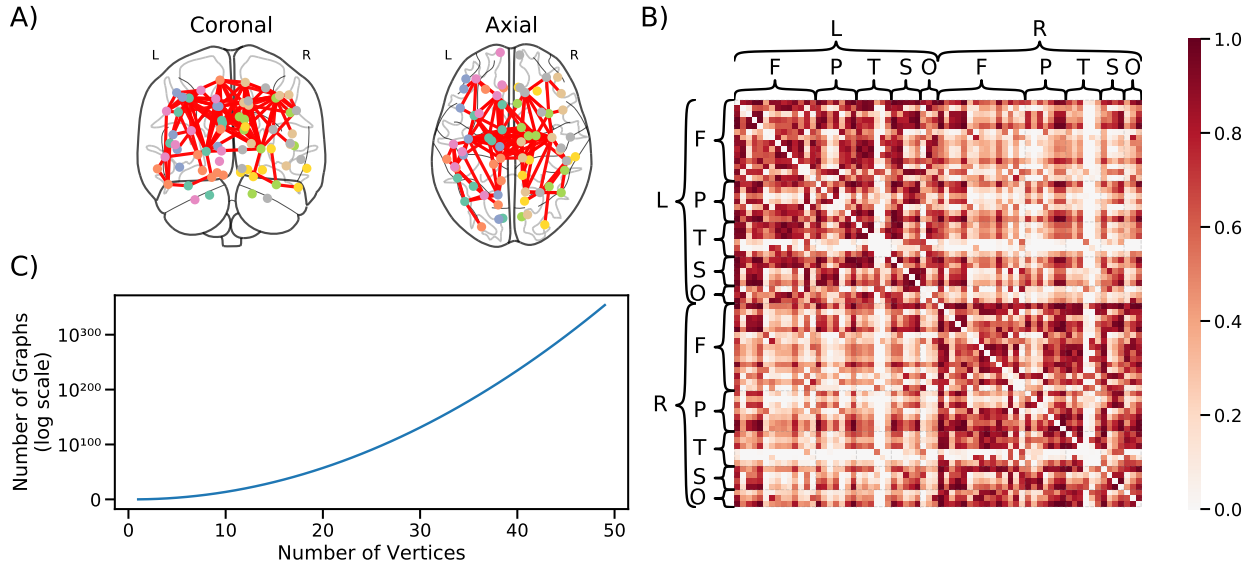 A)
Coronal
L
R
Axial
L
R
B)
L
R
F
P
T
S
O
F
P
T
S
O
L
F
P
T
S
O
R
F
P
T
S
O
1.0
0.8
0.6
0.4
0.2
0.0
C)
Number of Graphs
(log scale)
10³⁰⁰
10²⁰⁰
10¹⁰⁰
0
0
10
20
30
40
50
Number of Vertices